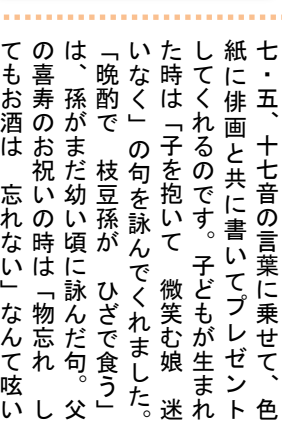 七・五、十七音の言葉に乗せて、色
紙に俳画と共に書いてプレゼント
してくれるのです。子どもが生まれ
た時は「子を抱いて　微笑む娘　迷
いなく」の句を詠んでくれました。
「晩酌で　枝豆孫が　ひざで食う」
は、孫がまだ幼い頃に詠んだ句。父
の喜寿のお祝いの時は「物忘れ　し
てもお酒は　忘れない」なんて呟い